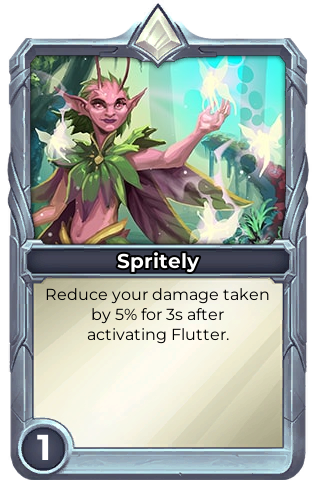 Spritely
Reduce your damage taken
by 5% for 3s after
activating Flutter.
1